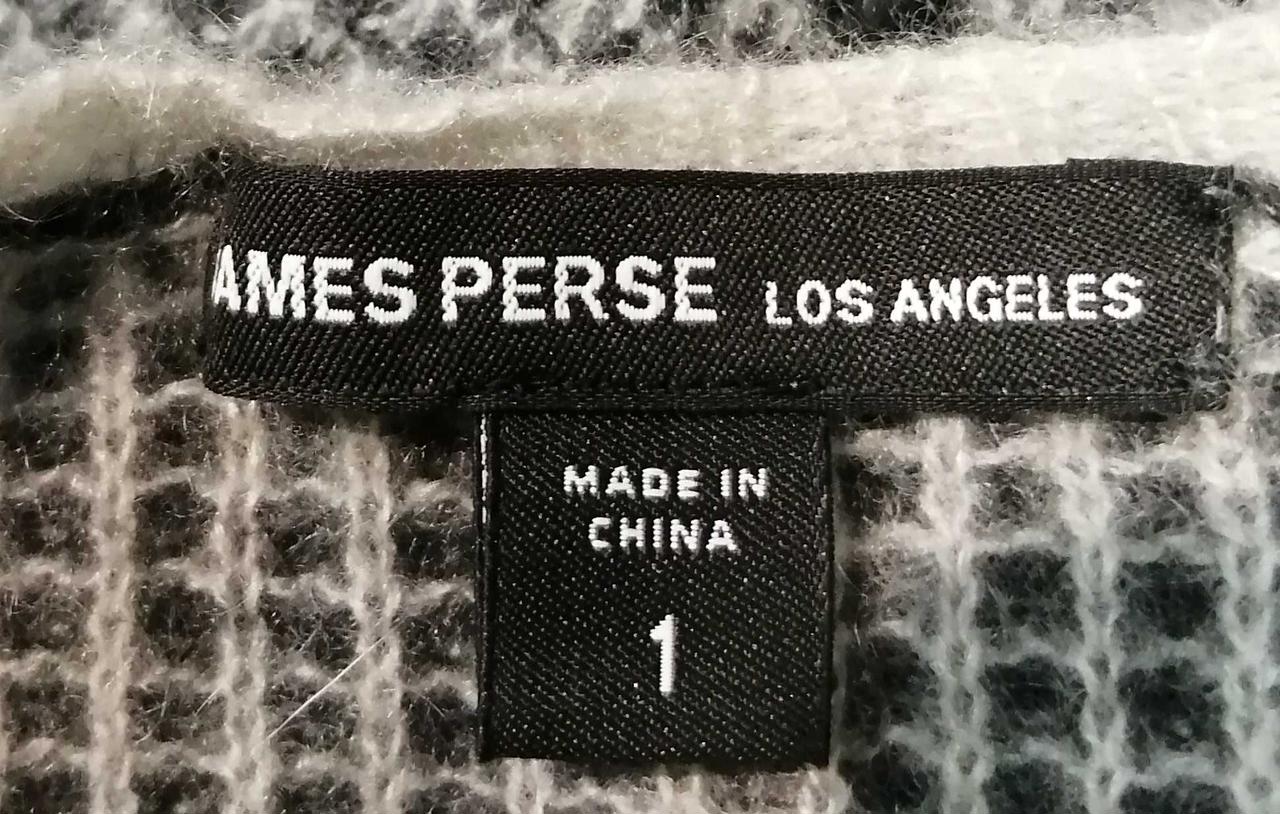 AMES PERSE LOS ANGELES
MADE IN
CHINA
1